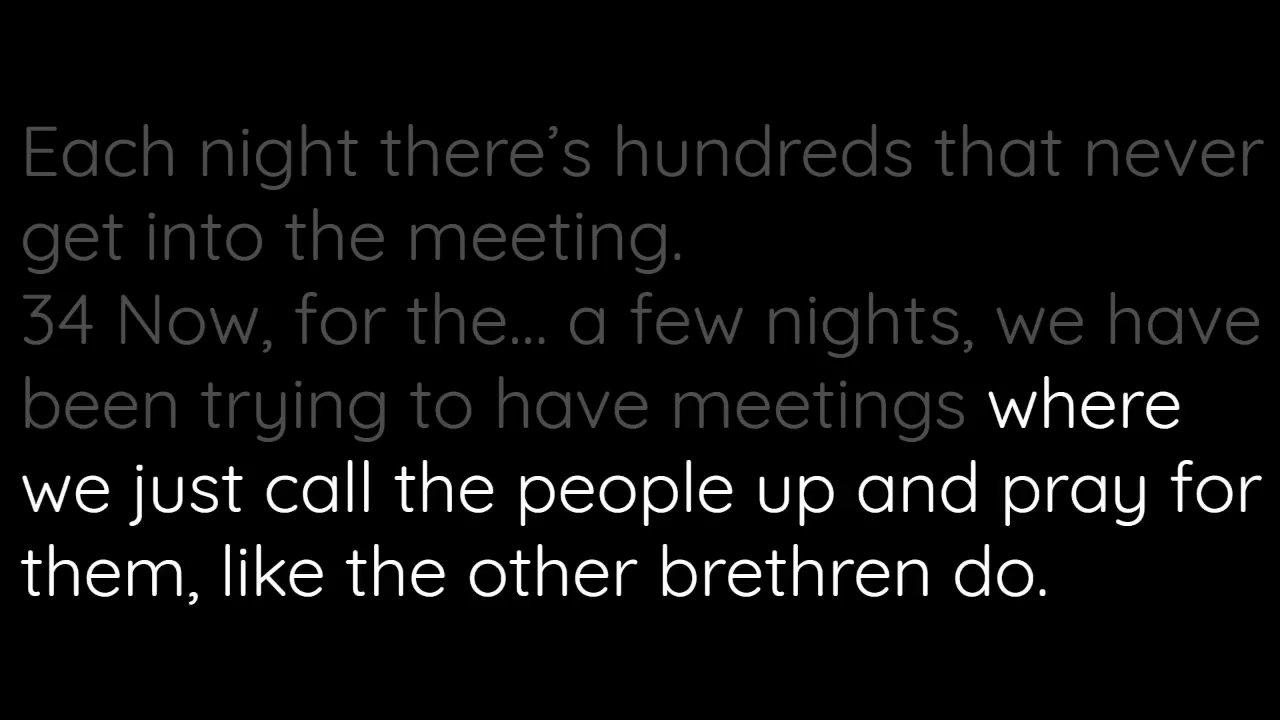 Each night there’s hundreds that never
get into the meeting.
34 Now, for the... a few nights, we have
been trying to have meetings where
we just call the people up and pray for
them, like the other brethren do.